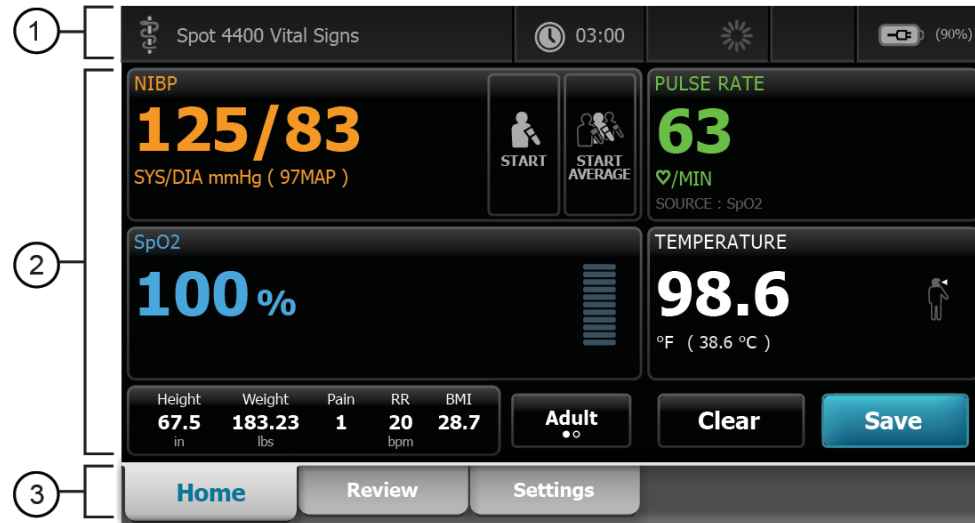 1
Spot 4400 Vital Signs
03:00
(90%)
2
NIBP
125/83
SYS/DIA mmHg ( 97MAP )
START
START
AVERAGE
PULSE RATE
63
♡/MIN
SOURCE : SpO2
SpO2
100 %
TEMPERATURE
98.6
°F ( 38.6 °C )
Height Weight Pain RR BMI
67.5 183.23 1 20 28.7
in lbs bpm
Adult
Clear
Save
3
Home
Review
Settings